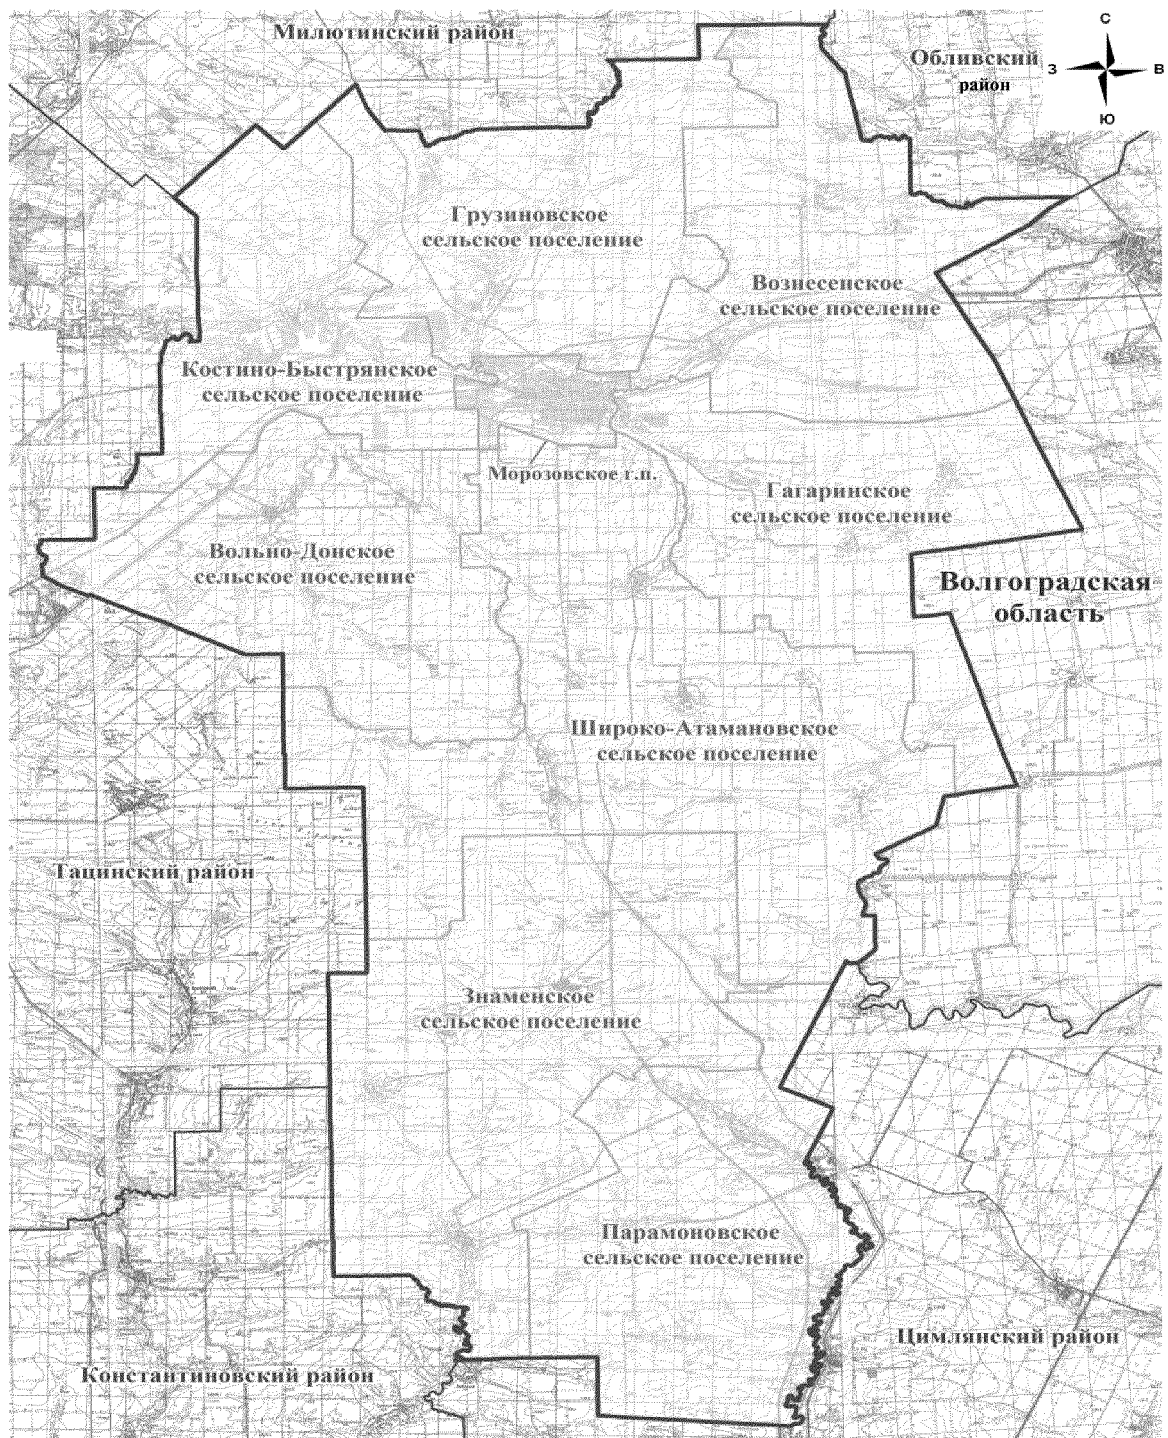 Милютинский район
Обливский
район
С
З
В
Ю
Грузиновское
сельское поселение
Вознесенское
сельское поселение
Костино-Быстрянское
сельское поселение
Морозовское г.п.
Гагаринское
сельское поселение
Вольно-Донское
сельское поселение
Волгоградская
область
Широко-Атамановское
сельское поселение
Тацинский район
Знаменское
сельское поселение
Парамоновское
сельское поселение
Цимлянский район
Константиновский район